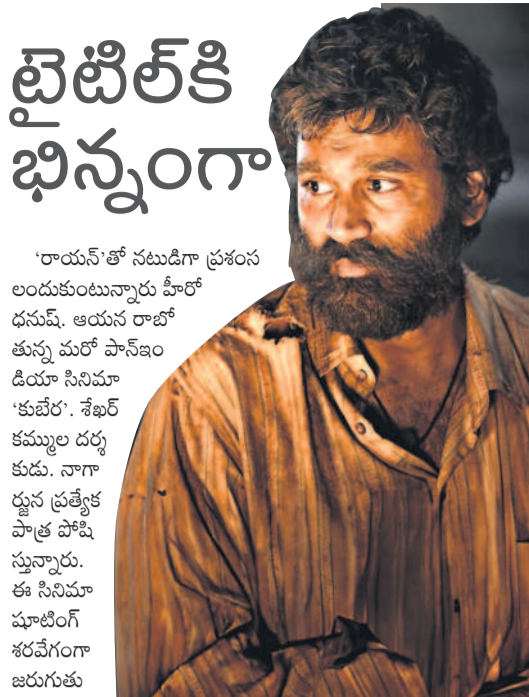 టైటిల్‌కి
భిన్నంగా
‘రాయన్’తో నటుడిగా ప్రశంస
లందుకుంటున్నారు హీరో
ధనుష్. ఆయన రాబో
తున్న మరో పాన్ఇం
డియా సినిమా
‘కుబేర’. శేఖర్
కమ్ముల దర్శ
కుడు. నాగా
ర్జున ప్రత్యేక
పాత్ర పోషి
స్తున్నారు.
ఈ సినిమా
షూటింగ్
శరవేగంగా
జరుగుతు